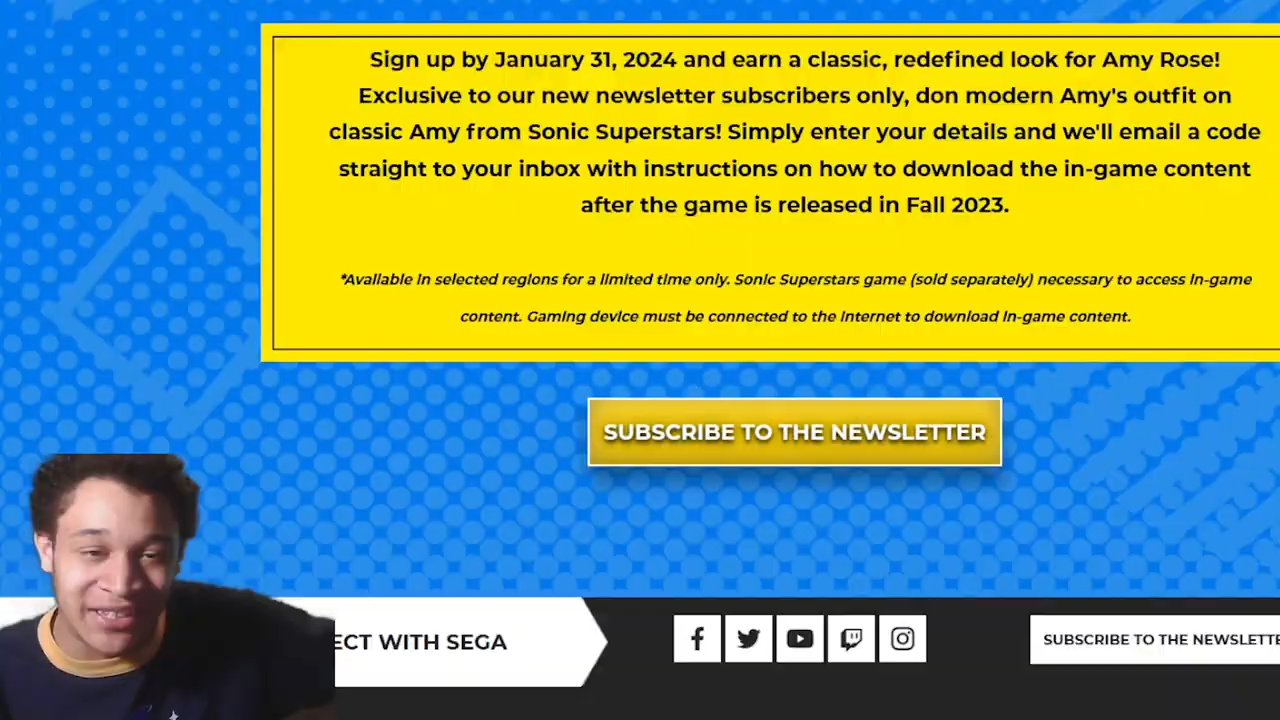 Sign up by January 31, 2024 and earn a classic, redefined look for Amy Rose!
Exclusive to our new newsletter subscribers only, don modern Amy's outfit on
classic Amy from Sonic Superstars! Simply enter your details and we'll email a code
straight to your inbox with instructions on how to download the in-game content
after the game is released in Fall 2023.
*Available in selected regions for a limited time only. Sonic Superstars game (sold separately) necessary to access in-game
content. Gaming device must be connected to the internet to download in-game content.
SUBSCRIBE TO THE NEWSLETTER
ECT WITH SEGA
SUBSCRIBE TO THE NEWSLETTE